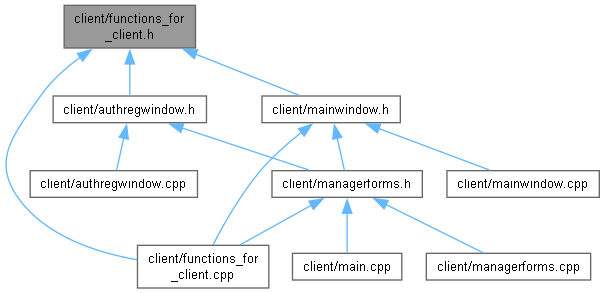 client/functions_for
_client.h
client/authregwindow.h
client/mainwindow.h
client/authregwindow.cpp
client/managerforms.h
client/mainwindow.cpp
client/functions_for
_client.cpp
client/main.cpp
client/managerforms.cpp